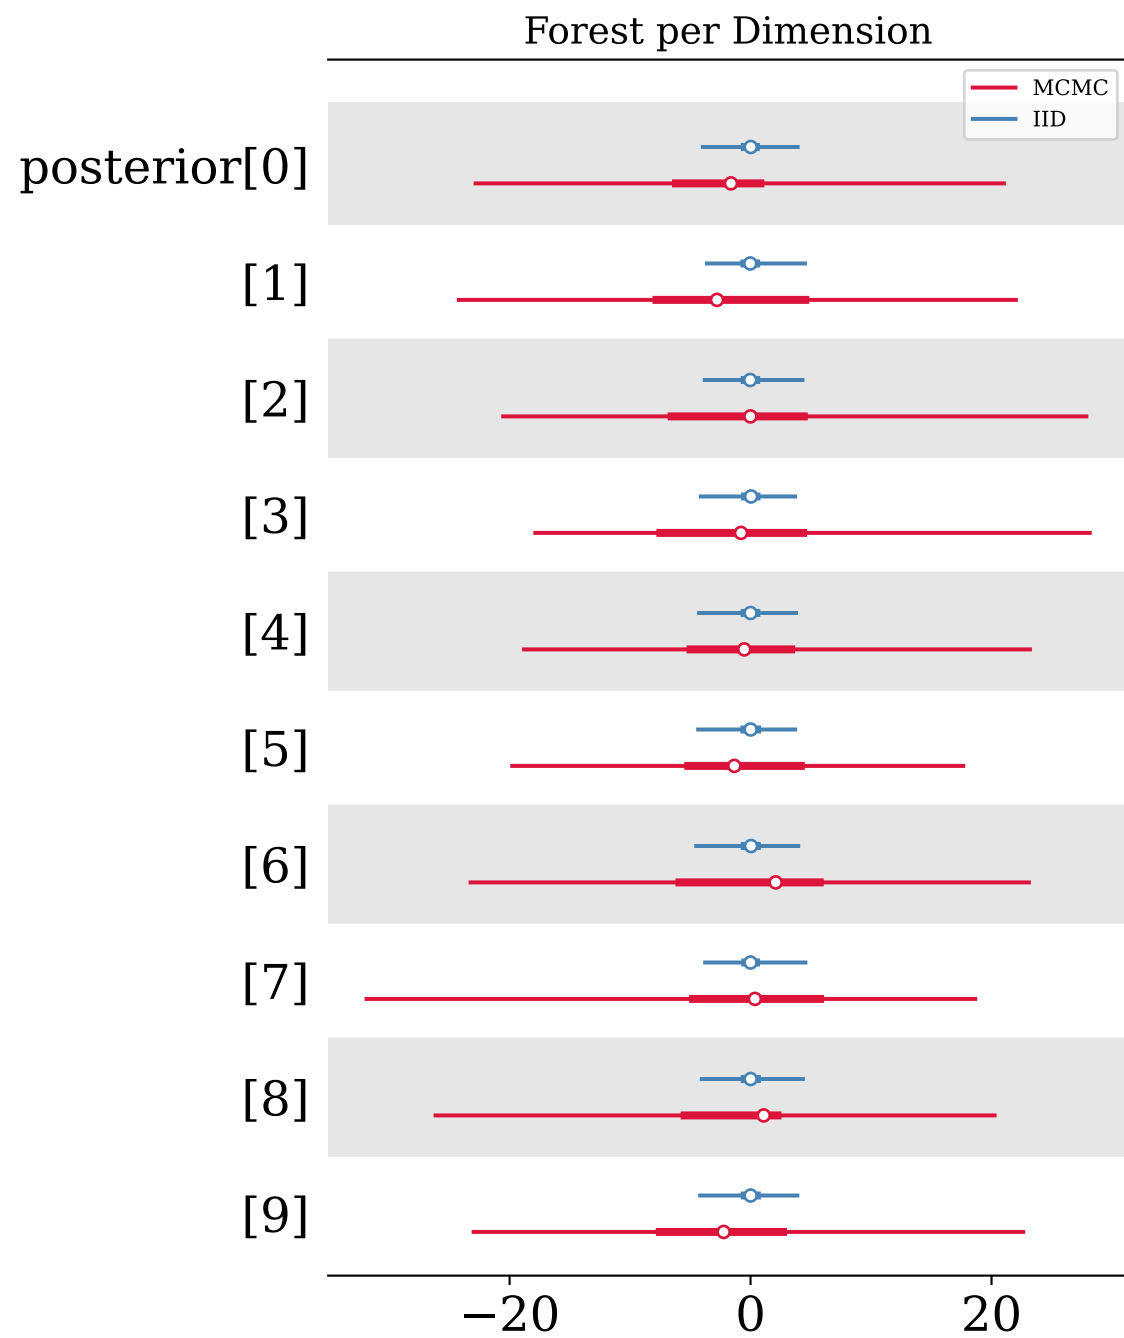 Forest per Dimension
MCMC
IID
posterior[0]
[1]
[2]
[3]
[4]
[5]
[6]
[7]
[8]
[9]
−20 0 20